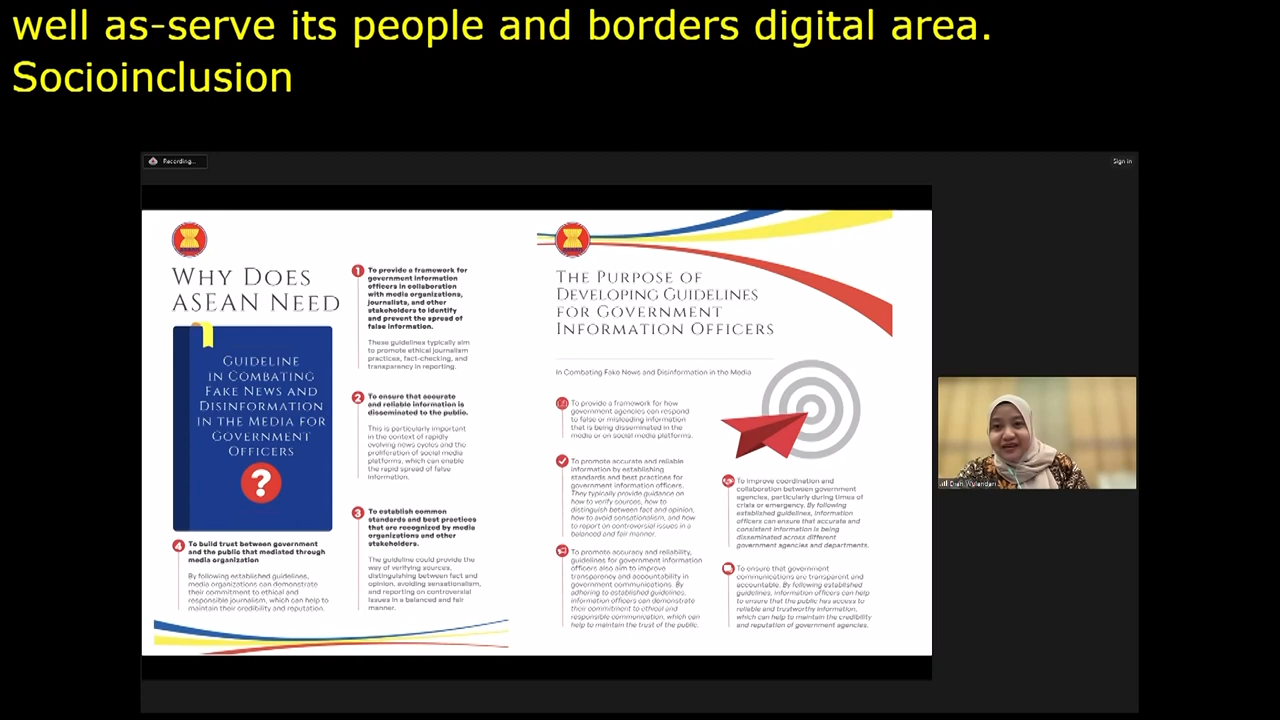 well as-serve its people and borders digital area.
Socioinclusion
Recording...
Sign in
WHY DOES
ASEAN NEED
GUIDELINE
IN COMBATING
FAKE NEWS AND
DISINFORMATION
IN THE MEDIA FOR
GOVERNMENT
OFFICERS
?
1
To provide a framework for
government information
officers in collaboration
with media organizations,
journalists, and other
stakeholders to identify
and prevent the spread of
false information.
These guidelines typically aim
to promote ethical journalism
practices, fact-checking, and
transparency in reporting.
2
To ensure that accurate
and reliable information is
disseminated to the public.
This is particularly important
in the context of rapidly
evolving news cycles and the
proliferation of social media
platforms, which can enable
the rapid spread of false
information.
3
To establish common
standards and best practices
that are recognized by media
organizations and other
stakeholders.
The guideline could provide the
way of verifying sources,
distinguishing between fact and
opinion, avoiding sensationalism,
and reporting on controversial
issues in a balanced and fair
manner.
4
To build trust between government
and the public that mediated through
media organization
By following established guidelines,
media organizations can demonstrate
their commitment to ethical and
responsible journalism, which can help to
maintain their credibility and reputation.
THE PURPOSE OF
DEVELOPING GUIDELINES
FOR GOVERNMENT
INFORMATION OFFICERS
In Combating Fake News and Disinformation in the Media
To provide a framework for how
government agencies can respond
to false or misleading information
that is being disseminated in the
media or on social media platforms.
To promote accurate and reliable
information by establishing
standards and best practices for
government information officers.
They typically provide guidance on
how to verify sources, how to
distinguish between fact and opinion,
how to avoid sensationalism, and how
to report on controversial issues in a
balanced and fair manner.
To promote accuracy and reliability,
guidelines for government information
officers also aim to improve
transparency and accountability in
government communications. By
adhering to established guidelines,
information officers can demonstrate
their commitment to ethical and
responsible communication, which can
help to maintain the trust of the public.
To improve coordination and
collaboration between government
agencies, particularly during times of
crisis or emergency. By following
established guidelines, information
officers can ensure that accurate and
consistent information is being
disseminated across different
government agencies and departments.
To ensure that government
communications are transparent and
accountable. By following established
guidelines, information officers can help
to ensure that the public has access to
reliable and trustworthy information,
which can help to maintain the credibility
and reputation of government agencies.
Wulandari